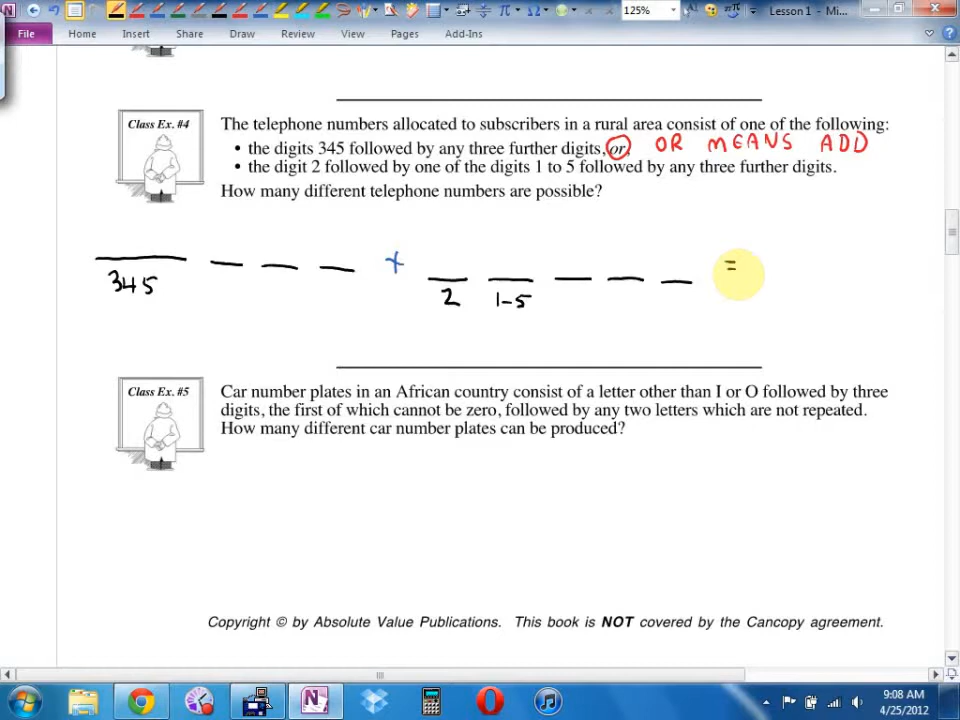 125%
Lesson 1 - Mi...
File Home Insert Share Draw Review View Pages Add-Ins
Class Ex. #4
The telephone numbers allocated to subscribers in a rural area consist of one of the following:
• the digits 345 followed by any three further digits, or, OR MEANS ADD
• the digit 2 followed by one of the digits 1 to 5 followed by any three further digits.
How many different telephone numbers are possible?
+ =
345 2 1-5
Class Ex. #5
Car number plates in an African country consist of a letter other than I or O followed by three
digits, the first of which cannot be zero, followed by any two letters which are not repeated.
How many different car number plates can be produced?
Copyright © by Absolute Value Publications. This book is NOT covered by the Cancopy agreement.
9:08 AM
4/25/2012